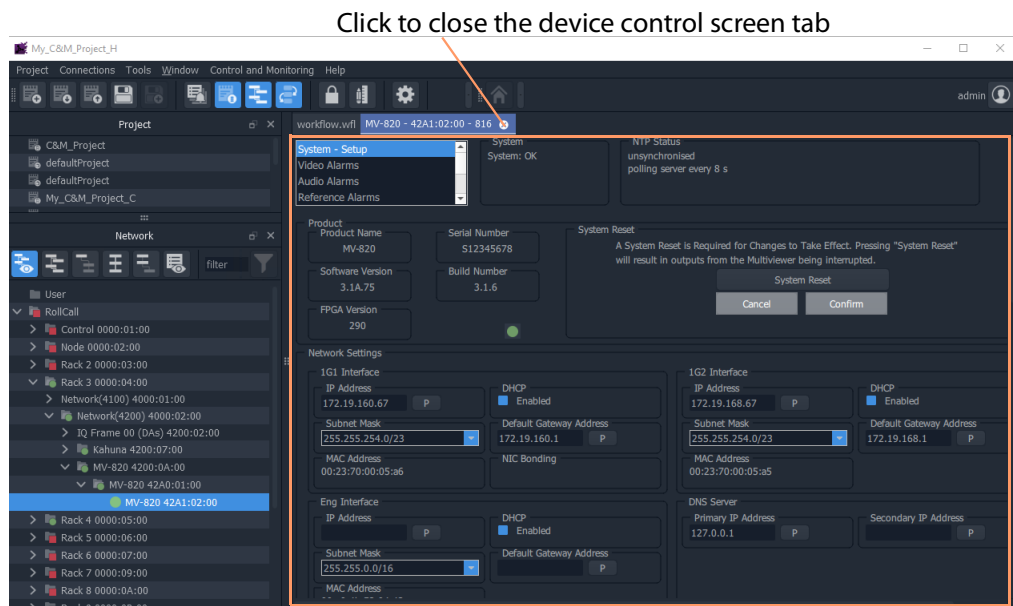 Click to close the device control screen tab
My_C&M_Project_H
Project Connections Tools Window Control and Monitoring Help
admin
Project
C&M_Project
defaultProject
defaultProject
My_C&M_Project_C
Network
filter
User
RollCall
Control 0000:01:00
Node 0000:02:00
Rack 2 0000:03:00
Rack 3 0000:04:00
Network(4100) 4000:01:00
Network(4200) 4000:02:00
IQ Frame 00 (DAs) 4200:02:00
Kahuna 4200:07:00
MV-820 4200:0A:00
MV-820 42A0:01:00
MV-820 42A1:02:00
Rack 4 0000:05:00
Rack 5 0000:06:00
Rack 6 0000:07:00
Rack 7 0000:09:00
Rack 8 0000:0A:00
workflow.wfl MV-820 - 42A1:02:00 - 816
System - Setup
Video Alarms
Audio Alarms
Reference Alarms
System
System: OK
NTP Status
unsynchronised
polling server every 8 s
Product
Product Name
MV-820
Serial Number
S12345678
Software Version
3.1A.75
Build Number
3.1.6
FPGA Version
290
System Reset
A System Reset is Required for Changes to Take Effect. Pressing "System Reset"
will result in outputs from the Multiviewer being interrupted.
System Reset
Cancel Confirm
Network Settings
1G1 Interface
IP Address
172.19.160.67 P
DHCP
Enabled
Subnet Mask
255.255.254.0/23
Default Gateway Address
172.19.160.1 P
MAC Address
00:23:70:00:05:a6
NIC Bonding
1G2 Interface
IP Address
172.19.168.67 P
DHCP
Enabled
Subnet Mask
255.255.254.0/23
Default Gateway Address
172.19.168.1 P
MAC Address
00:23:70:00:05:a5
Eng Interface
IP Address
P
DHCP
Enabled
Subnet Mask
255.255.0.0/16
Default Gateway Address
P
MAC Address
DNS Server
Primary IP Address
127.0.0.1 P
Secondary IP Address
P